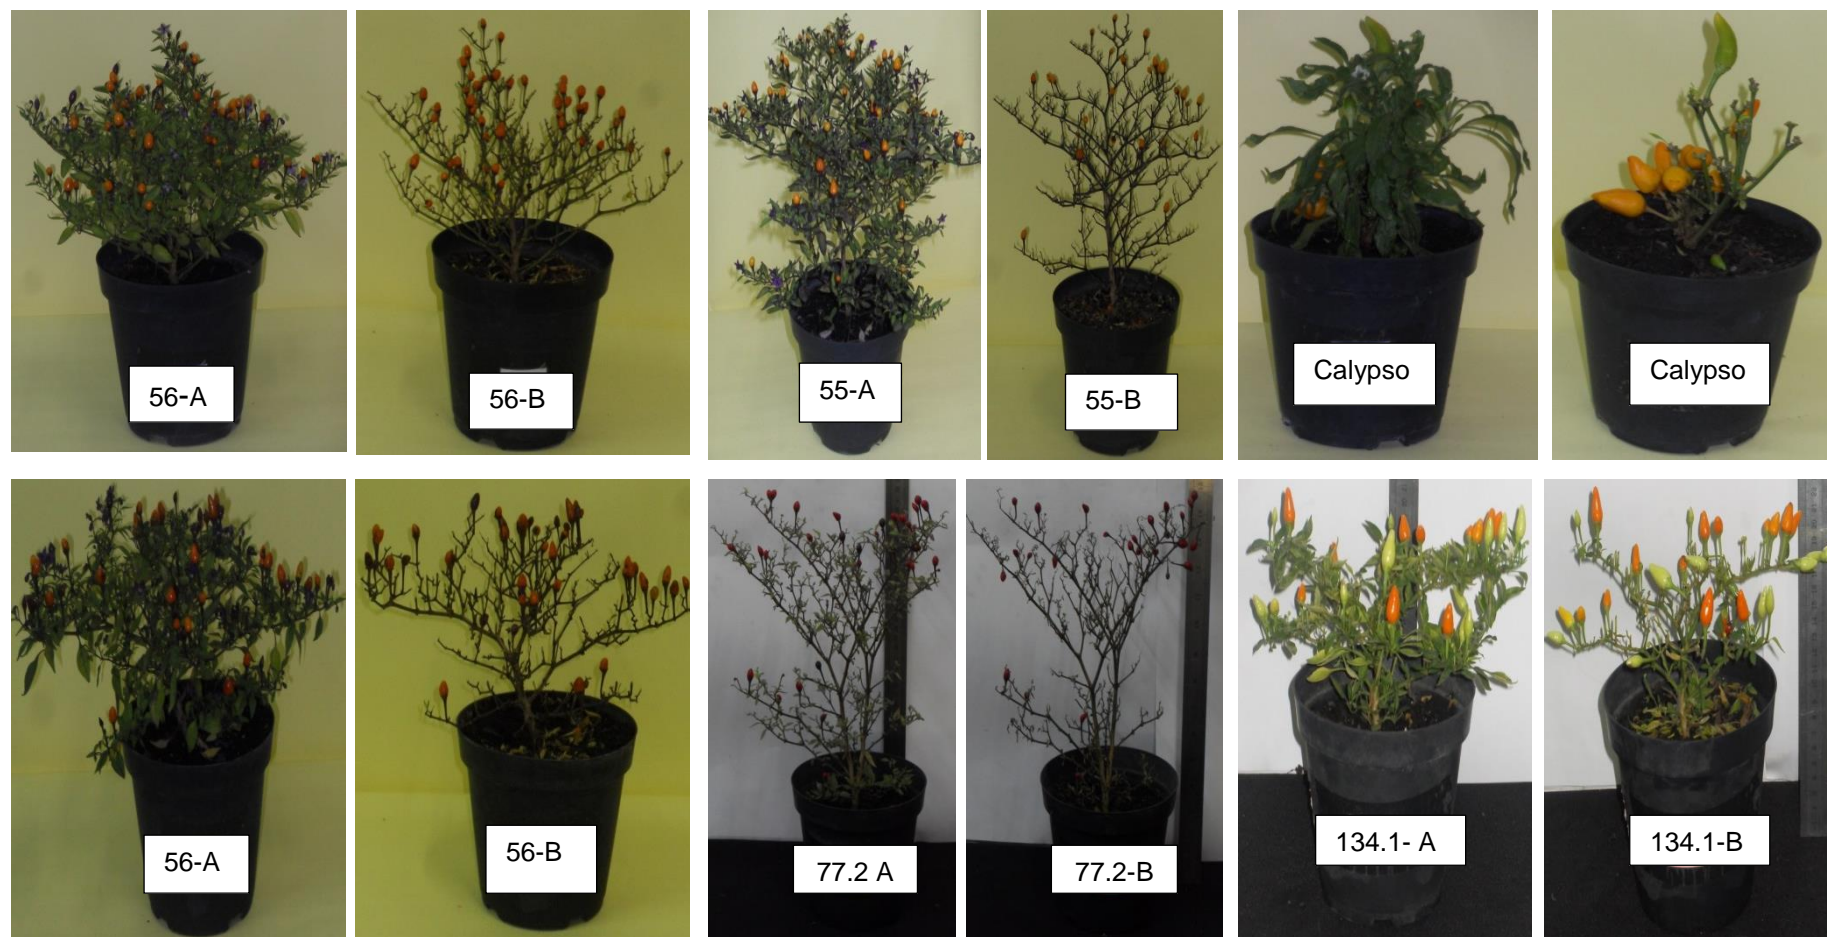 56-A
56-B
55-A
55-B
Calypso
Calypso
56-A
56-B
77.2 A
77.2-B
134.1- A
134.1-B